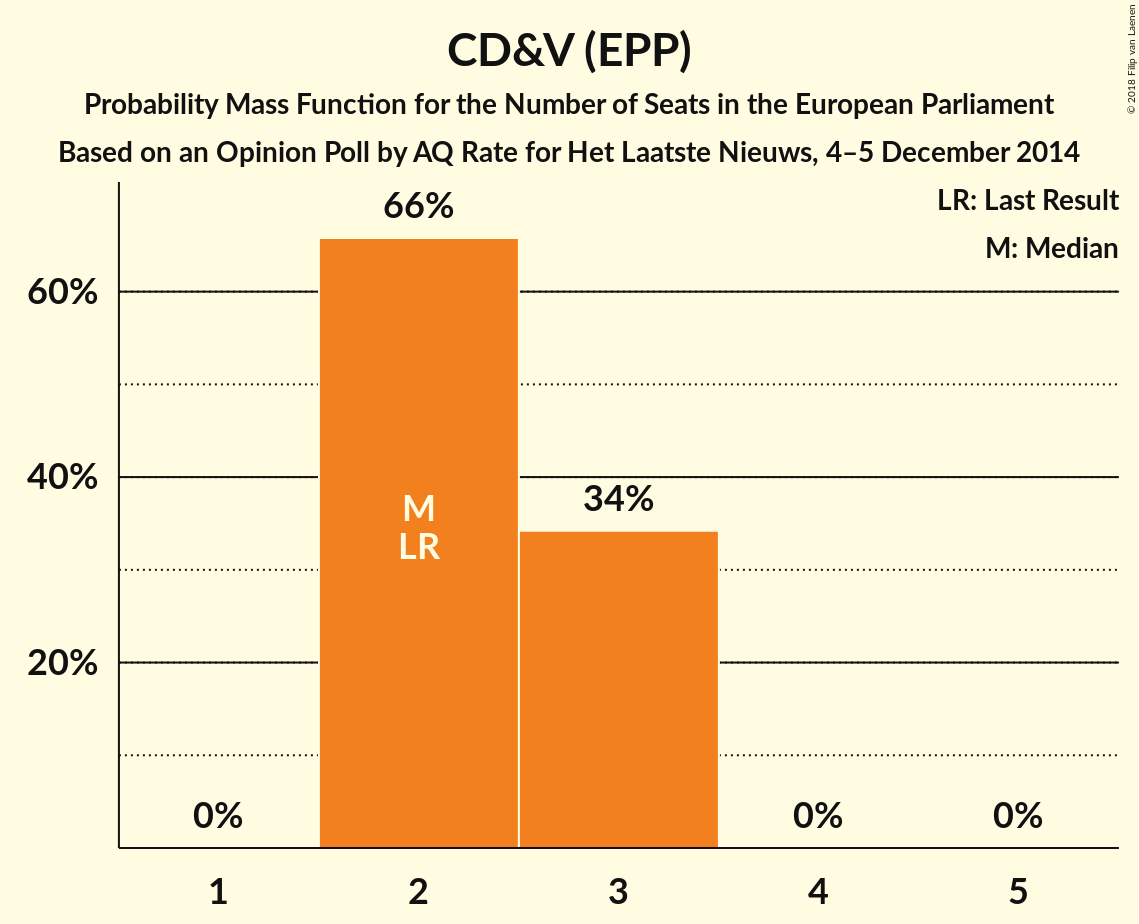 CD&V (EPP)
Probability Mass Function for the Number of Seats in the European Parliament
Based on an Opinion Poll by AQ Rate for Het Laatste Nieuws, 4–5 December 2014
© 2018 Filip van Laenen
LR: Last Result
M: Median
66%
60%
40%
34%
M
LR
20%
0%
0%
0%
1
2
3
4
5